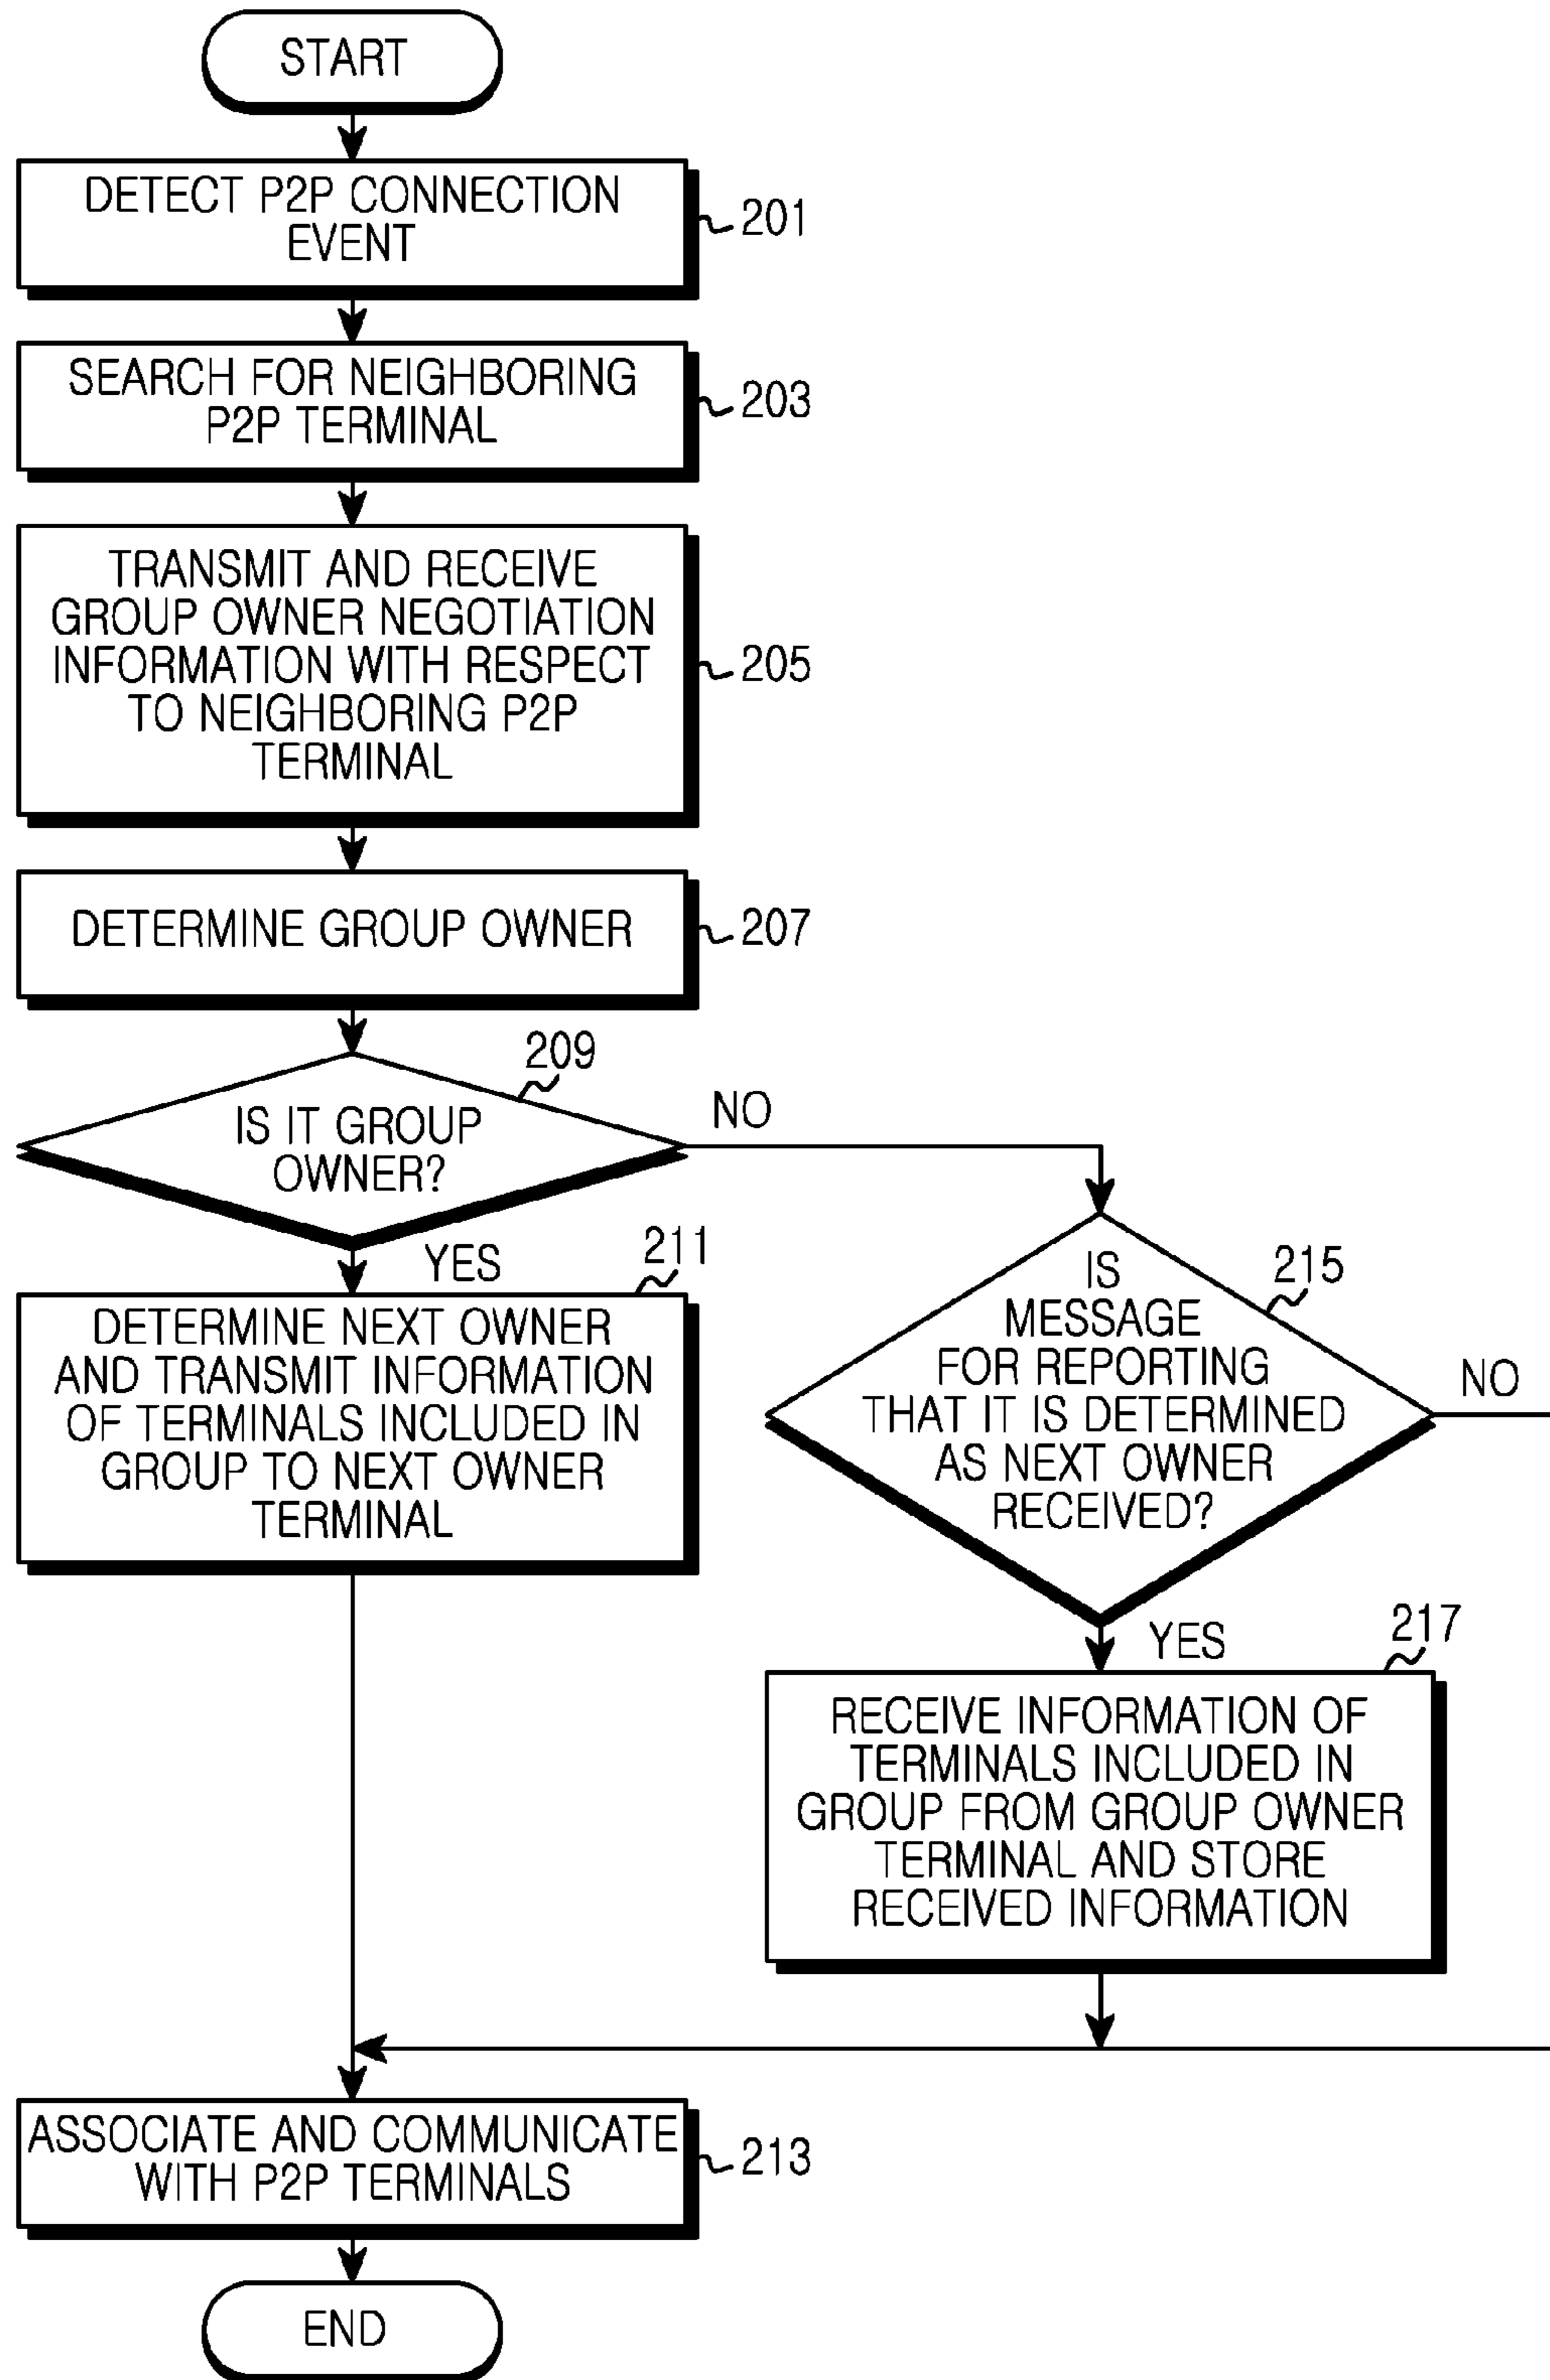 START
DETECT P2P CONNECTION
EVENT
201
SEARCH FOR NEIGHBORING
P2P TERMINAL
203
TRANSMIT AND RECEIVE
GROUP OWNER NEGOTIATION
INFORMATION WITH RESPECT
TO NEIGHBORING P2P
TERMINAL
205
DETERMINE GROUP OWNER
207
209
IS IT GROUP
OWNER?
NO
YES
211
DETERMINE NEXT OWNER
AND TRANSMIT INFORMATION
OF TERMINALS INCLUDED IN
GROUP TO NEXT OWNER
TERMINAL
215
IS
MESSAGE
FOR REPORTING
THAT IT IS DETERMINED
AS NEXT OWNER
RECEIVED?
NO
YES
217
RECEIVE INFORMATION OF
TERMINALS INCLUDED IN
GROUP FROM GROUP OWNER
TERMINAL AND STORE
RECEIVED INFORMATION
ASSOCIATE AND COMMUNICATE
WITH P2P TERMINALS
213
END